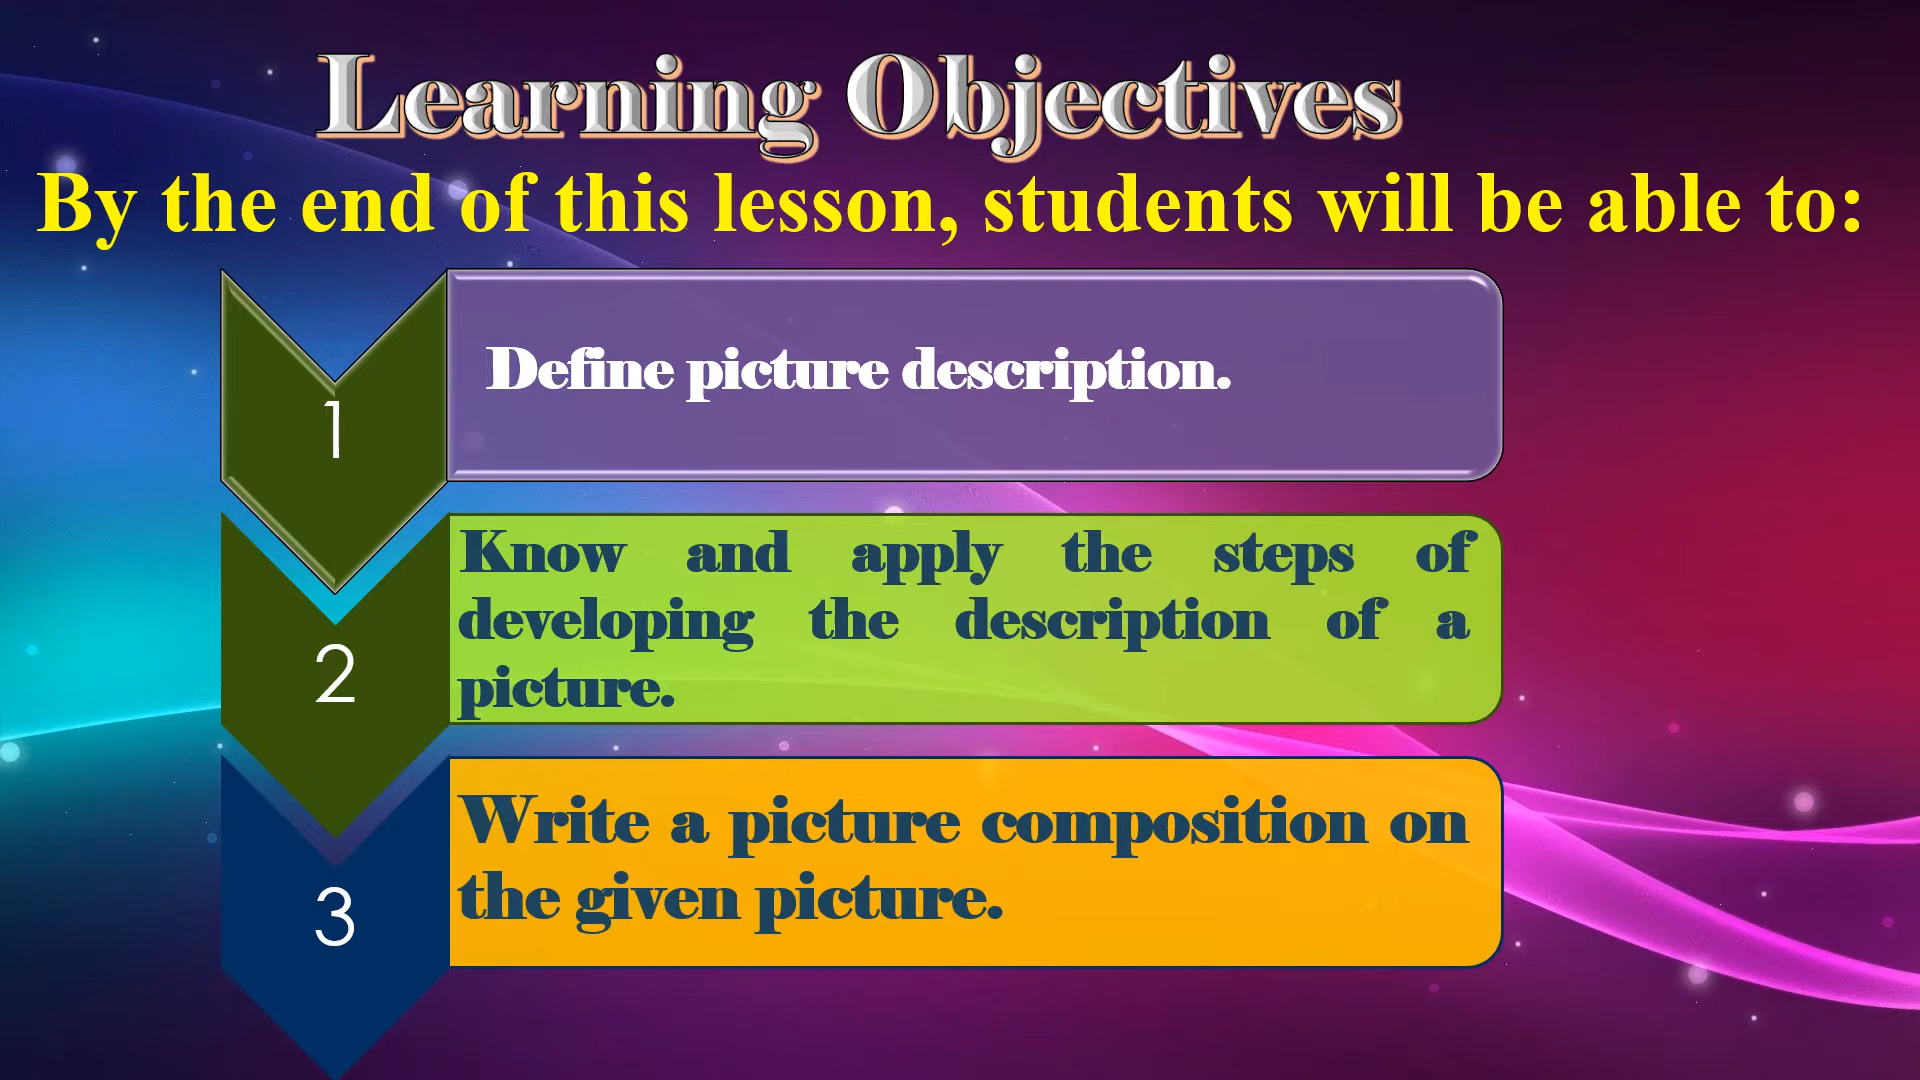 Learning Objectives
By the end of this lesson, students will be able to:
1
Define picture description.
2
Know and apply the steps of
developing the description of a
picture.
3
Write a picture composition on
the given picture.